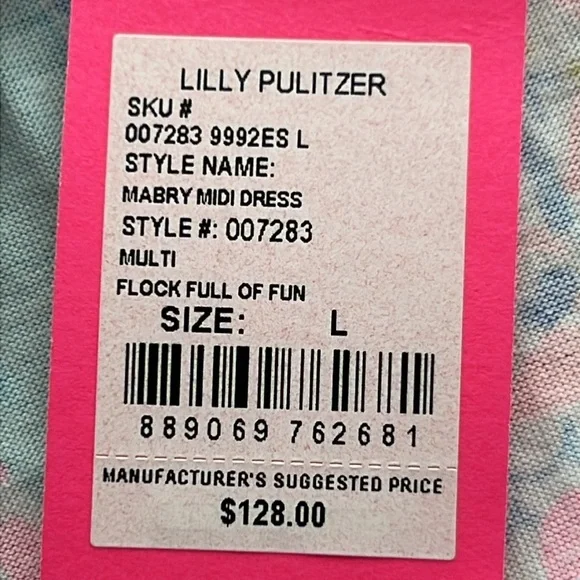 LILLY PULITZER
SKU #
007283 9992ES L
STYLE NAME:
MABRY MIDI DRESS
STYLE #: 007283
MULTI
FLOCK FULL OF FUN
SIZE: L
889069 762681
MANUFACTURER'S SUGGESTED PRICE
$128.00